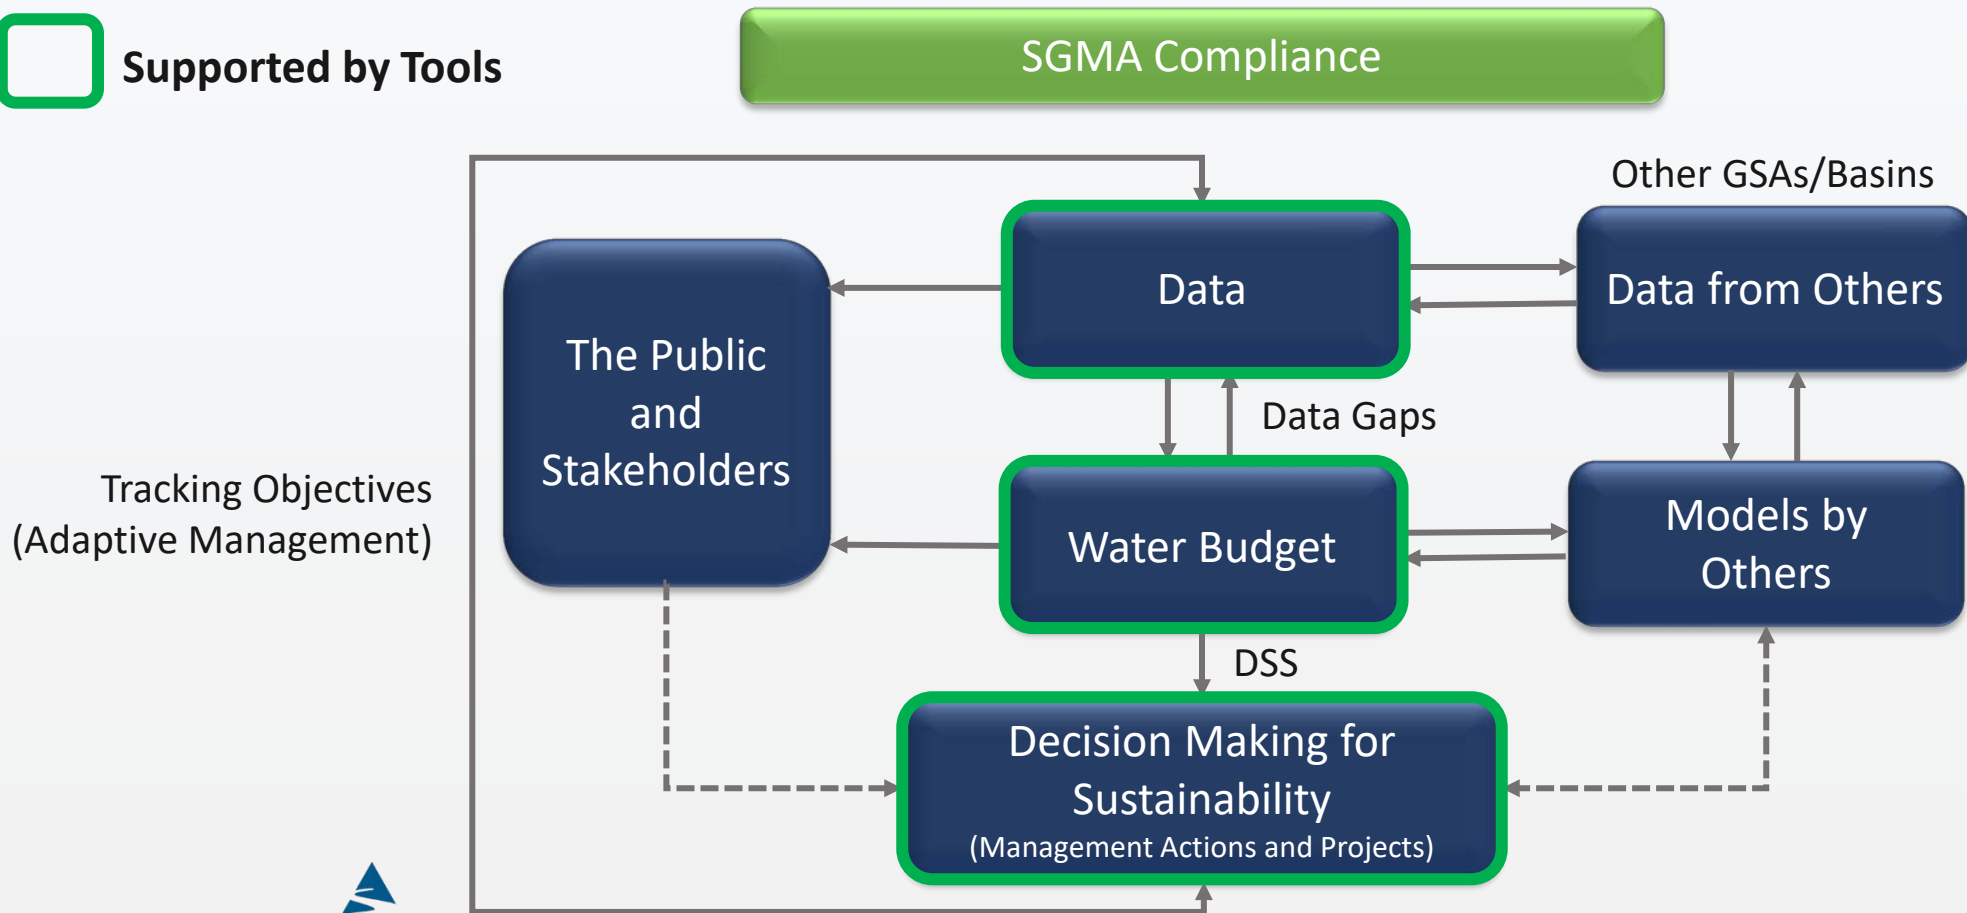 Supported by Tools
SGMA Compliance
Other GSAs/Basins
Data
Data from Others
The Public
and
Stakeholders
Data Gaps
Tracking Objectives
(Adaptive Management)
Water Budget
Models by
Others
DSS
Decision Making for
Sustainability
(Management Actions and Projects)